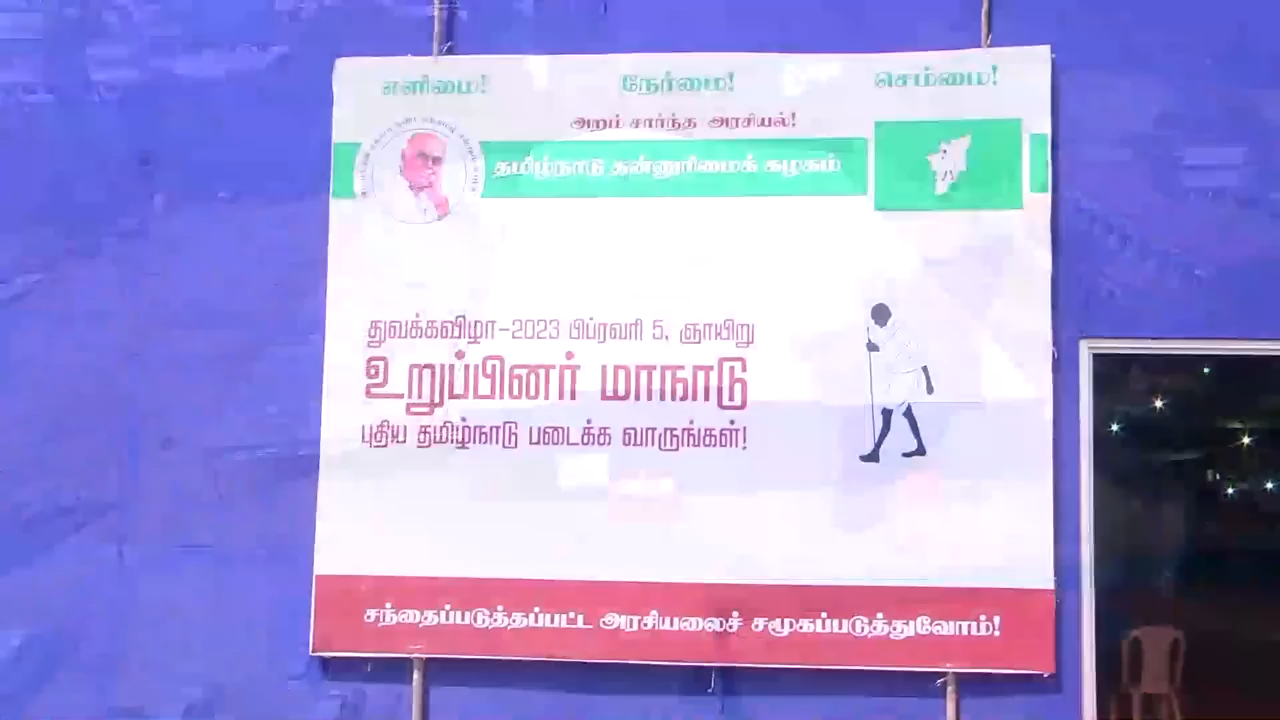 எளிமை! நேர்மை! செம்மை!
அறம் சார்ந்த அரசியல்!
தமிழ்நாடு தன்னுரிமைக் கழகம்
துவக்கவிழா-2023 பிப்ரவரி 5, ஞாயிறு
உறுப்பினர் மாநாடு
புதிய தமிழ்நாடு படைக்க வாருங்கள்!
சந்தைப்படுத்தப்பட்ட அரசியலைச் சமூகப்படுத்துவோம்!